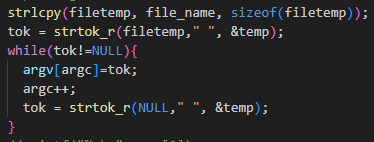 strlcpy(filetemp, file_name, sizeof(filetemp));
tok = strtok_r(filetemp," ", &temp);
while(tok!=NULL){
argv[argc]=tok;
argc++;
tok = strtok_r(NULL," ", &temp);
}